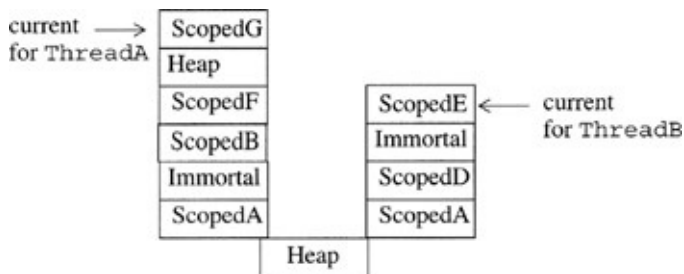 current
for ThreadA
ScopedG
Heap
ScopedF
ScopedB
Immortal
ScopedA
ScopedE
Immortal
ScopedD
ScopedA
current
for ThreadB
Heap